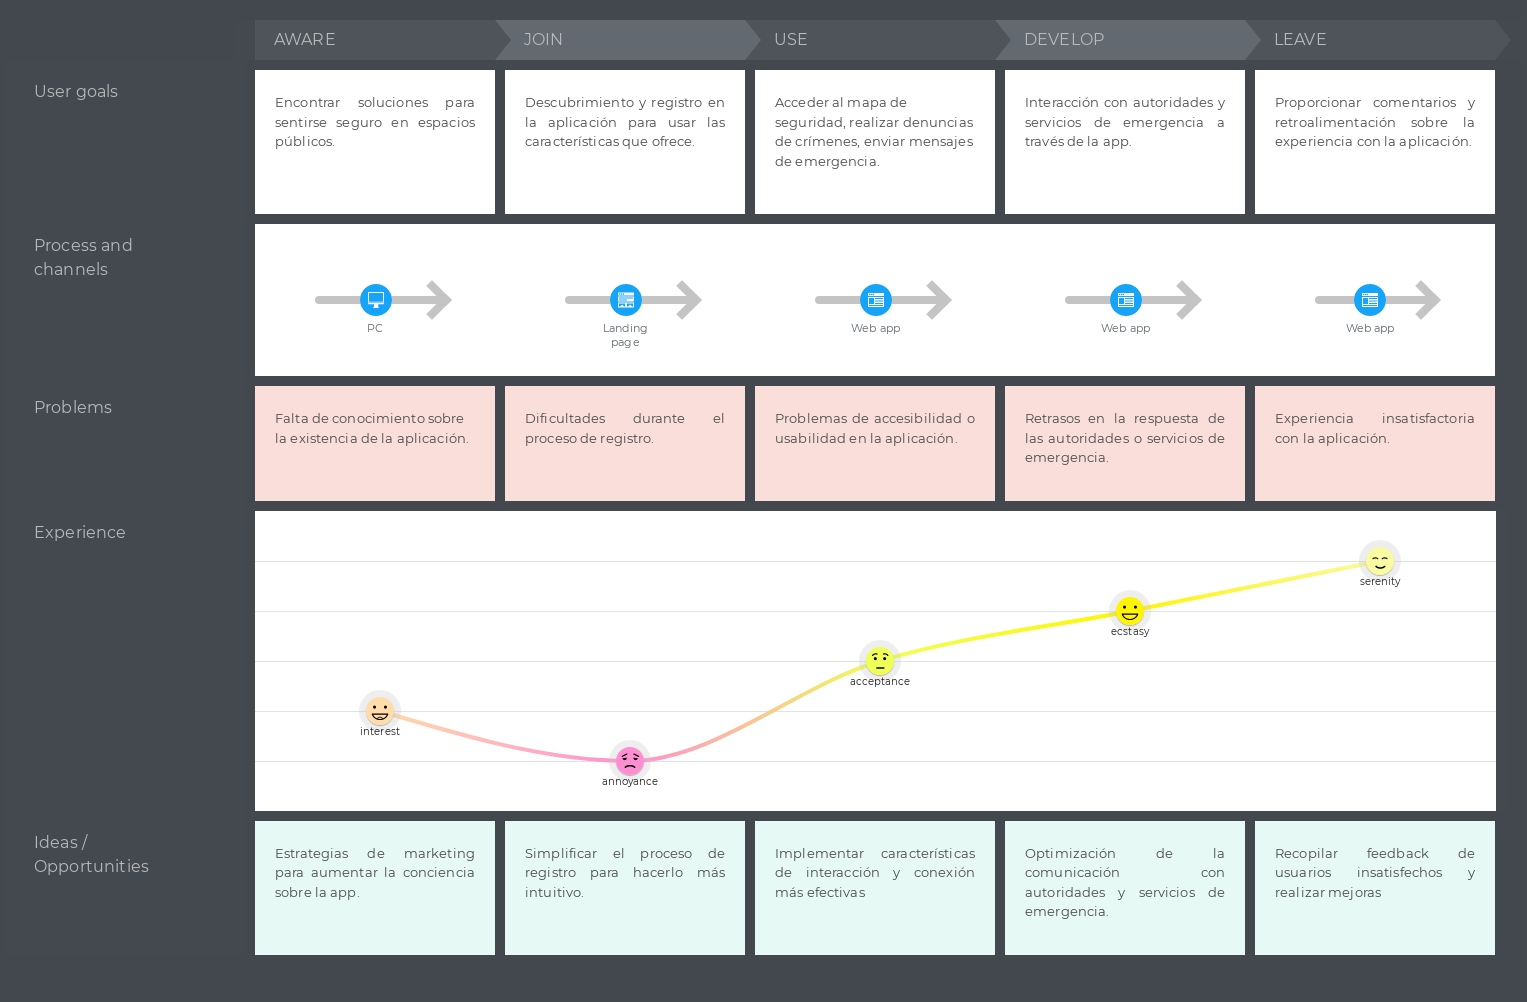 AWARE
JOIN
USE
DEVELOP
LEAVE
User goals
Encontrar soluciones para
sentirse seguro en espacios
públicos.
Descubrimiento y registro en
la aplicación para usar las
características que ofrece.
Acceder al mapa de
seguridad, realizar denuncias
de crímenes, enviar mensajes
de emergencia.
Interacción con autoridades y
servicios de emergencia a
través de la app.
Proporcionar comentarios y
retroalimentación sobre la
experiencia con la aplicación.
Process and
channels
PC
Landing
page
Web app
Web app
Web app
Problems
Falta de conocimiento sobre
la existencia de la aplicación.
Dificultades durante el
proceso de registro.
Problemas de accesibilidad o
usabilidad en la aplicación.
Retrasos en la respuesta de
las autoridades o servicios de
emergencia.
Experiencia insatisfactoria
con la aplicación.
Experience
interest
annoyance
acceptance
ecstasy
serenity
Ideas /
Opportunities
Estrategias de marketing
para aumentar la conciencia
sobre la app.
Simplificar el proceso de
registro para hacerlo más
intuitivo.
Implementar características
de interacción y conexión
más efectivas
Optimización de la
comunicación con
autoridades y servicios de
emergencia.
Recopilar feedback de
usuarios insatisfechos y
realizar mejoras